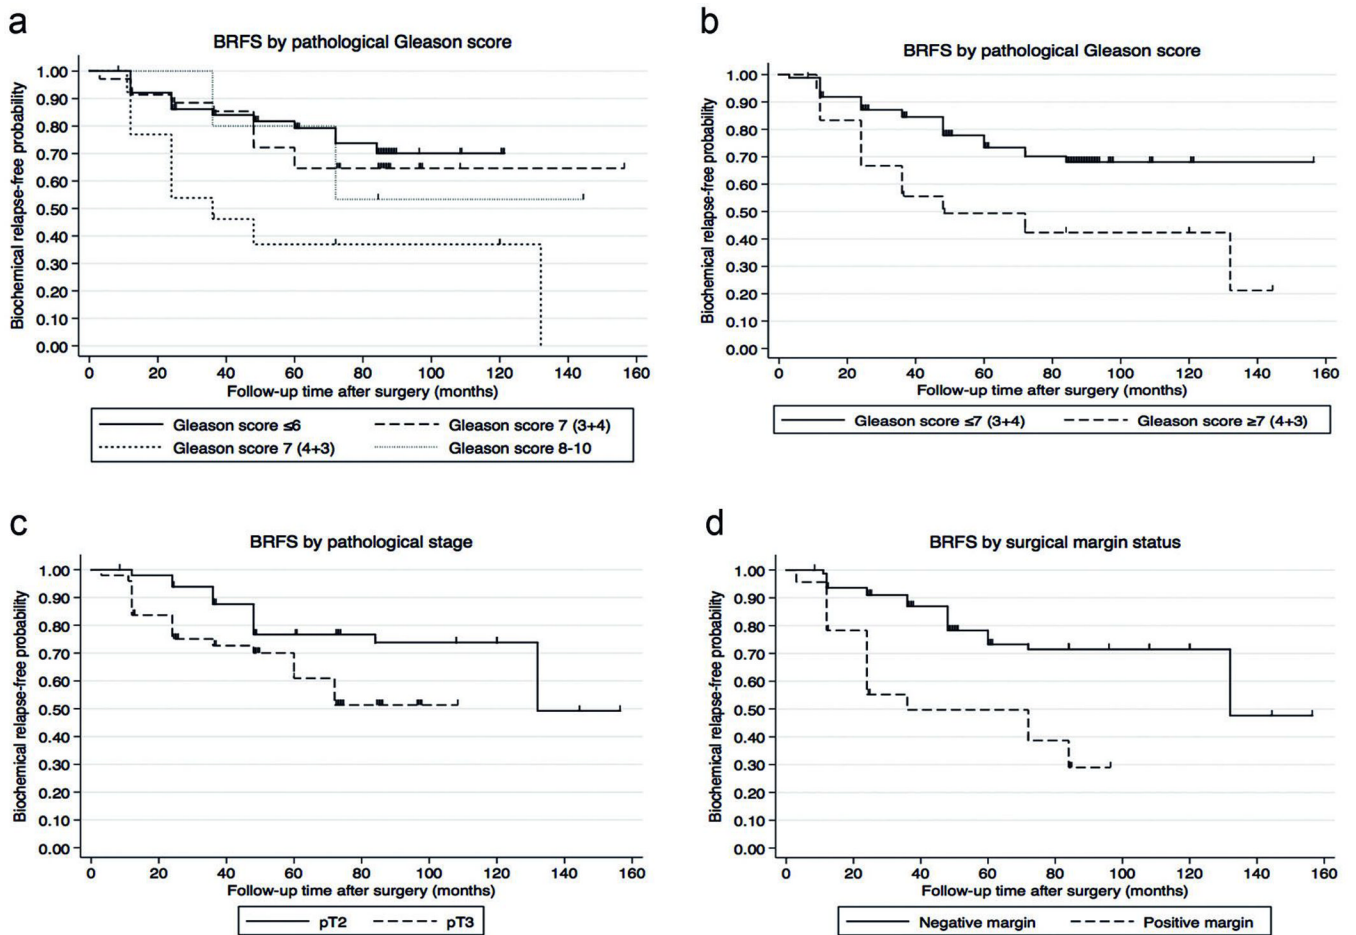 a
BRFS by pathological Gleason score
Biochemical relapse-free probability
1.00
0.90
0.80
0.70
0.60
0.50
0.40
0.30
0.20
0.10
0.00
0 20 40 60 80 100 120 140 160
Follow-up time after surgery (months)
Gleason score ≤6 Gleason score 7 (3+4)
Gleason score 7 (4+3) Gleason score 8-10
b
BRFS by pathological Gleason score
Biochemical relapse-free probability
1.00
0.90
0.80
0.70
0.60
0.50
0.40
0.30
0.20
0.10
0.00
0 20 40 60 80 100 120 140 160
Follow-up time after surgery (months)
Gleason score ≤7 (3+4) Gleason score ≥7 (4+3)
c
BRFS by pathological stage
Biochemical relapse-free probability
1.00
0.90
0.80
0.70
0.60
0.50
0.40
0.30
0.20
0.10
0.00
0 20 40 60 80 100 120 140 160
Follow-up time after surgery (months)
pT2 pT3
d
BRFS by surgical margin status
Biochemical relapse-free probability
1.00
0.90
0.80
0.70
0.60
0.50
0.40
0.30
0.20
0.10
0.00
0 20 40 60 80 100 120 140 160
Follow-up time after surgery (months)
Negative margin Positive margin